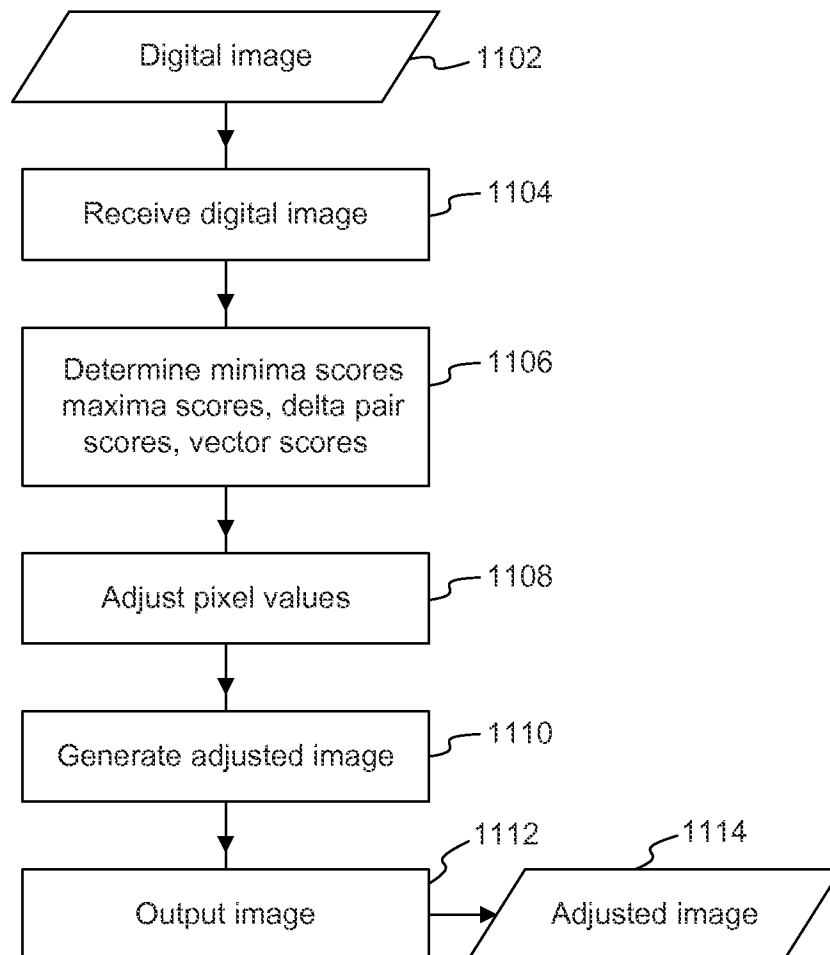 Digital image
1102
Receive digital image
1104
Determine minima scores
maxima scores, delta pair
scores, vector scores
1106
Adjust pixel values
1108
Generate adjusted image
1110
Output image
1112
Adjusted image
1114